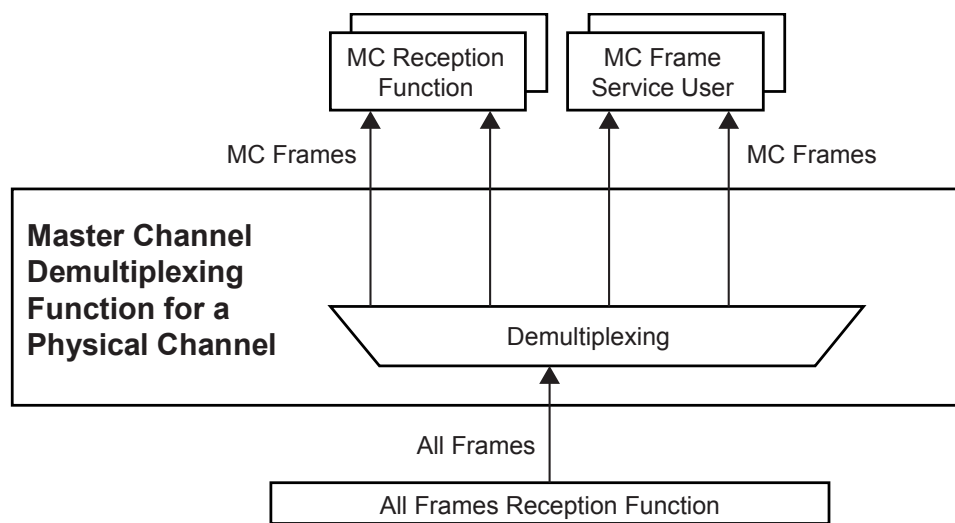 MC Reception
Function
MC Frame
Service User
MC Frames
MC Frames
Master Channel
Demultiplexing
Function for a
Physical Channel
Demultiplexing
All Frames
All Frames Reception Function